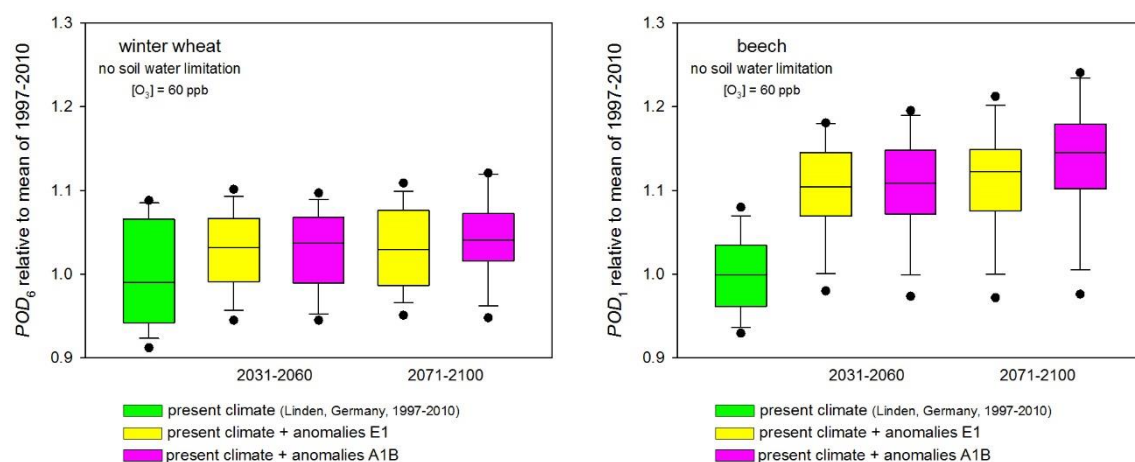 POD6 relative to mean of 1997-2010
1.3
1.2
1.1
1.0
0.9
winter wheat
no soil water limitation
[O3] = 60 ppb
2031-2060
2071-2100
present climate (Linden, Germany, 1997-2010)
present climate + anomalies E1
present climate + anomalies A1B
POD1 relative to mean of 1997-2010
1.3
1.2
1.1
1.0
0.9
beech
no soil water limitation
[O3] = 60 ppb
2031-2060
2071-2100
present climate (Linden, Germany, 1997-2010)
present climate + anomalies E1
present climate + anomalies A1B